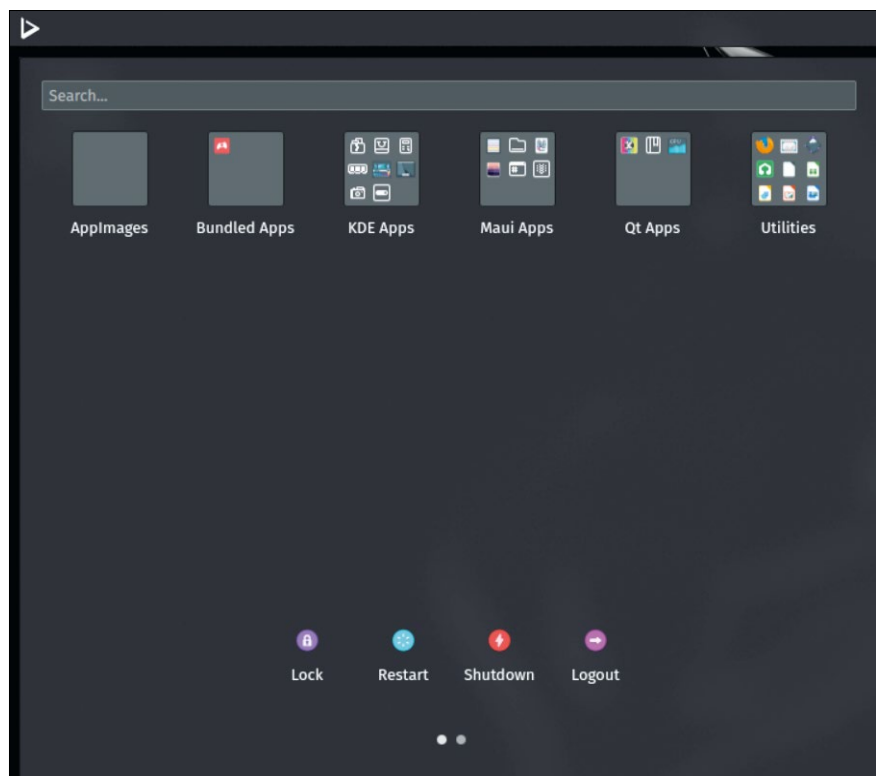 Search...
AppImages Bundled Apps KDE Apps Maui Apps Qt Apps Utilities
Lock Restart Shutdown Logout